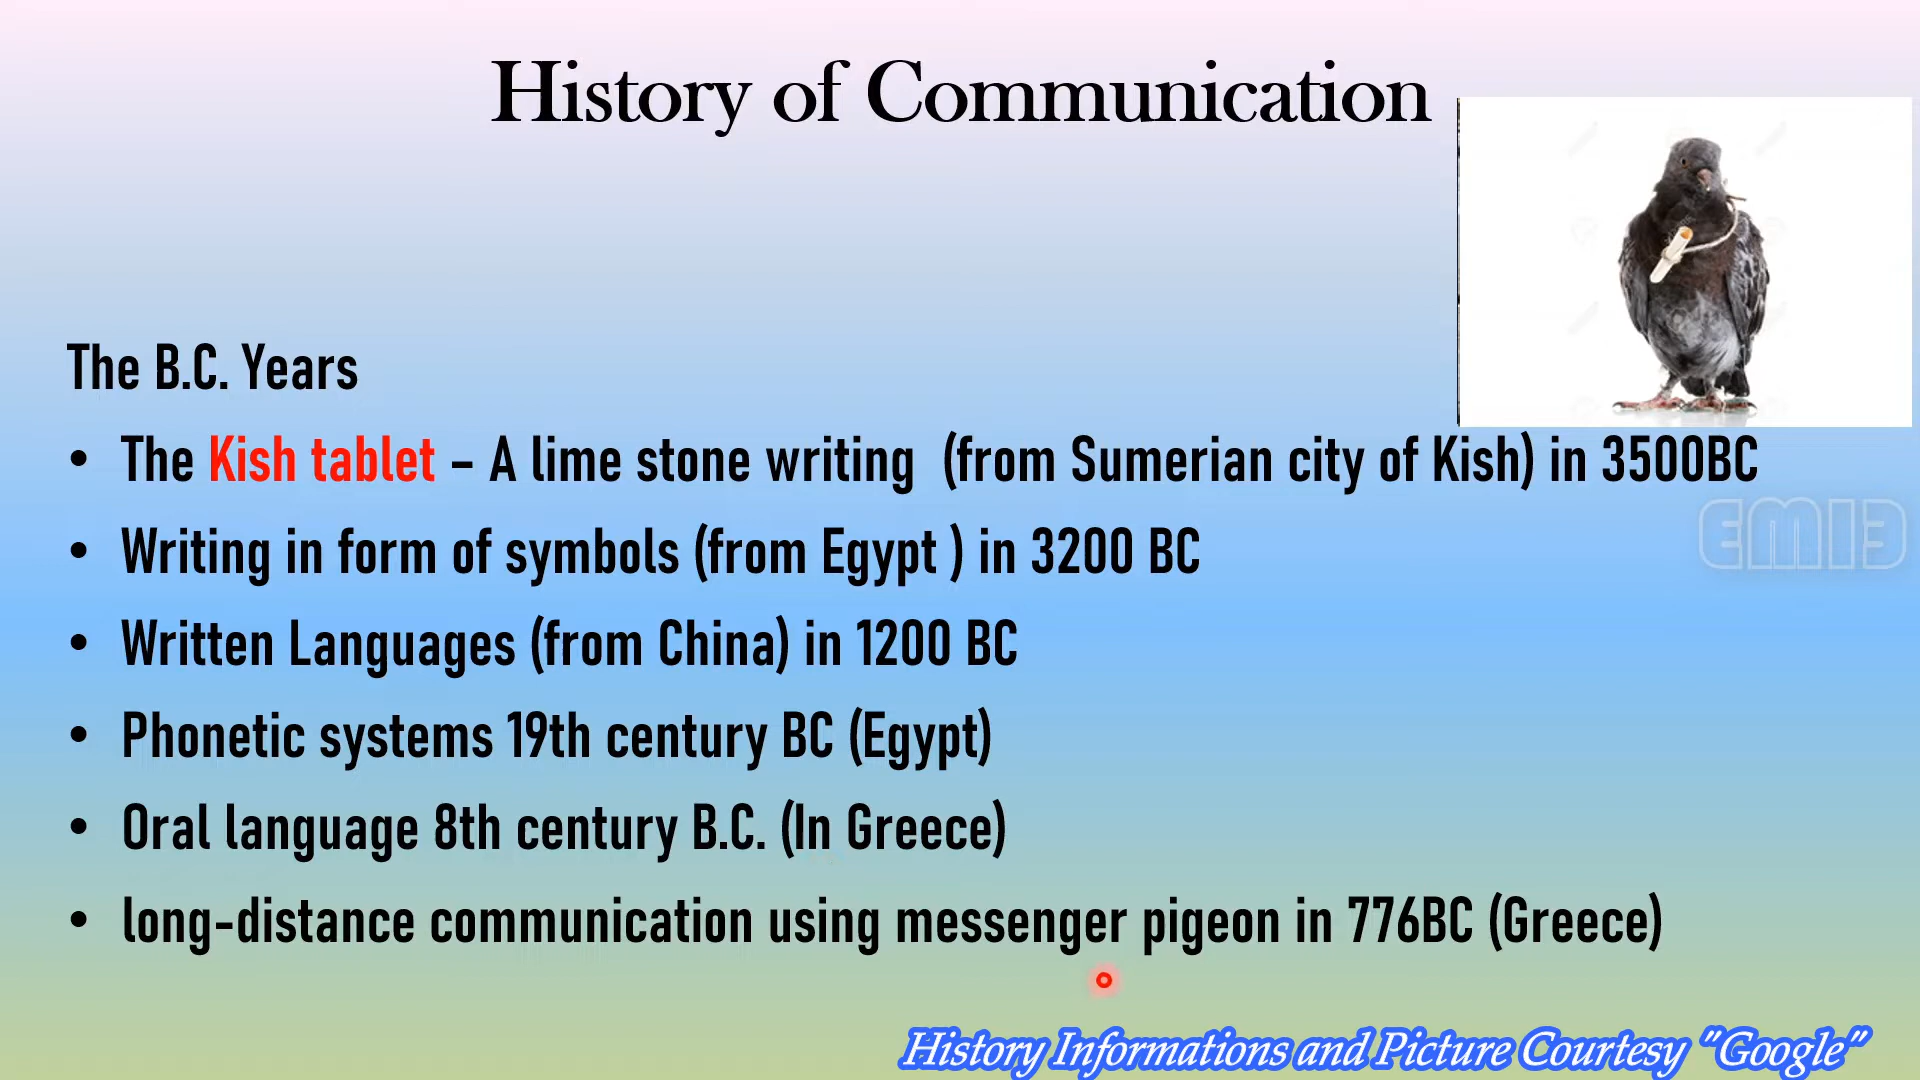 History of Communication
The B.C. Years
• The Kish tablet – A lime stone writing (from Sumerian city of Kish) in 3500BC
EMIE
• Writing in form of symbols (from Egypt ) in 3200 BC
• Written Languages (from China) in 1200 BC
• Phonetic systems 19th century BC (Egypt)
• Oral language 8th century B.C. (In Greece)
• long-distance communication using messenger pigeon in 776BC (Greece)
History Informations and Picture Courtesy "Google"